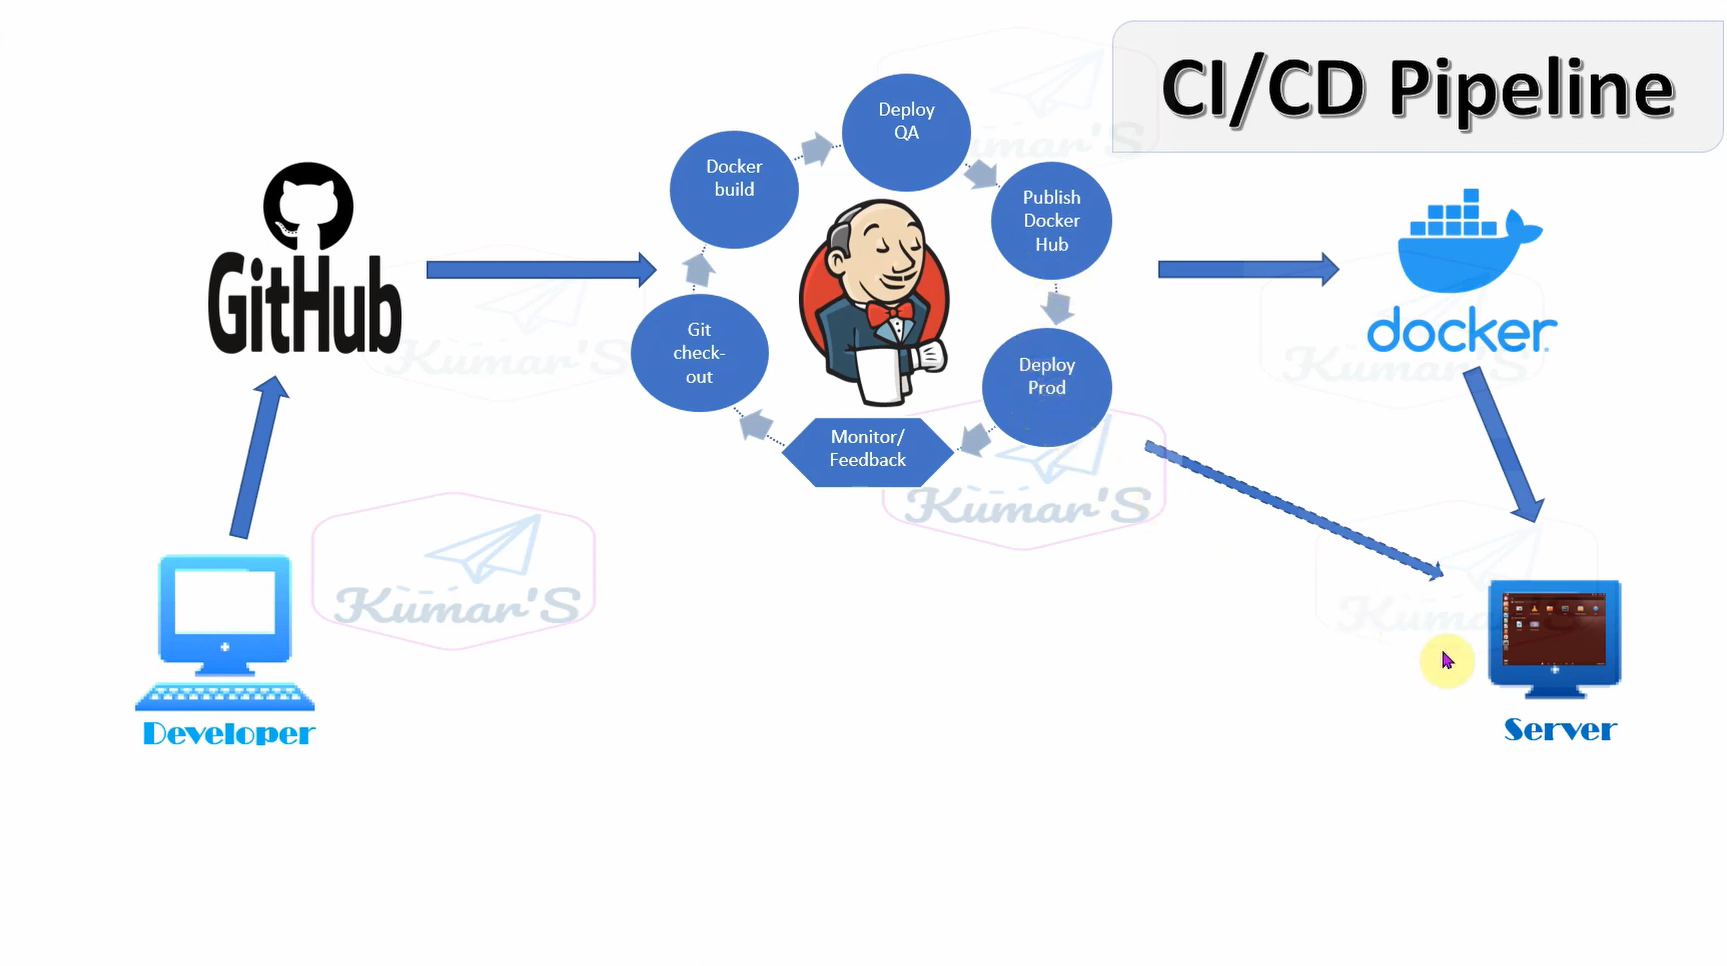 CI/CD Pipeline
Deploy
QA
Docker
build
Publish
Docker
Hub
GitHub
Git
check-
out
Deploy
Prod
docker
Monitor/
Feedback
Kumar'S
Kumar'S
Kumar'S
Kumar'S
Kumar'S
Kumar'S
Developer
Server